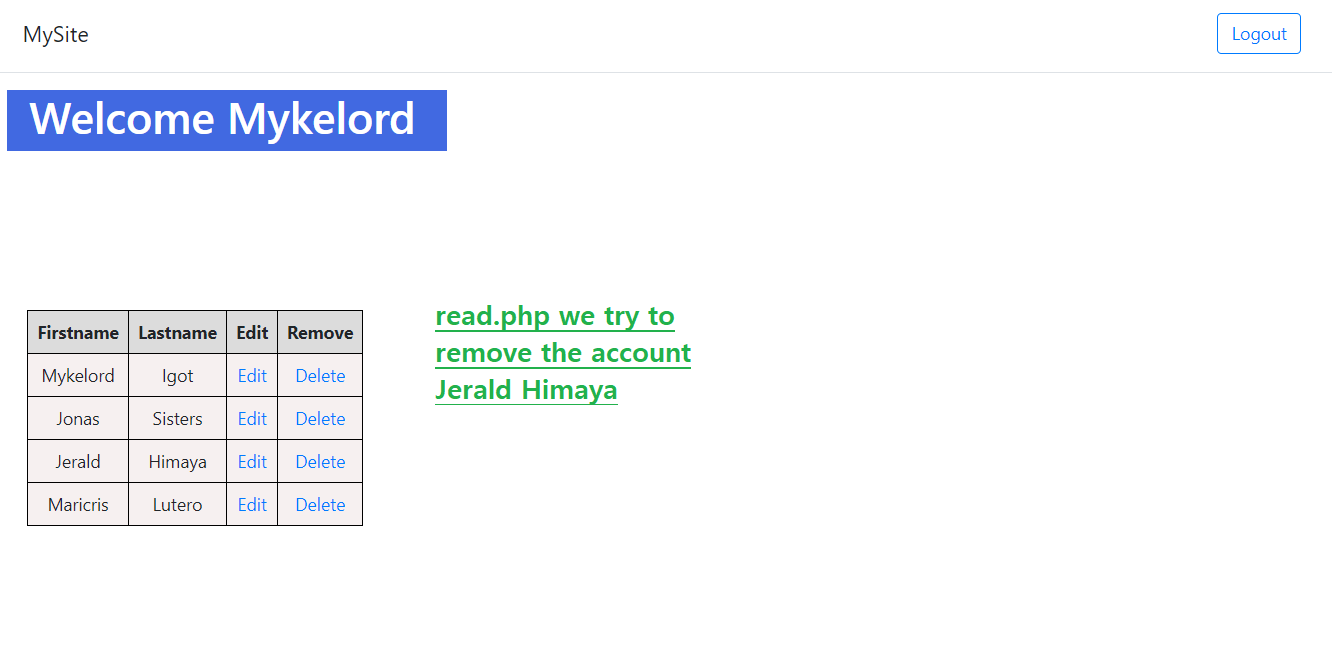 MySite Logout
Welcome Mykelord
read.php we try to
remove the account
Jerald Himaya
Firstname Lastname Edit Remove
Mykelord Igot Edit Delete
Jonas Sisters Edit Delete
Jerald Himaya Edit Delete
Maricris Lutero Edit Delete